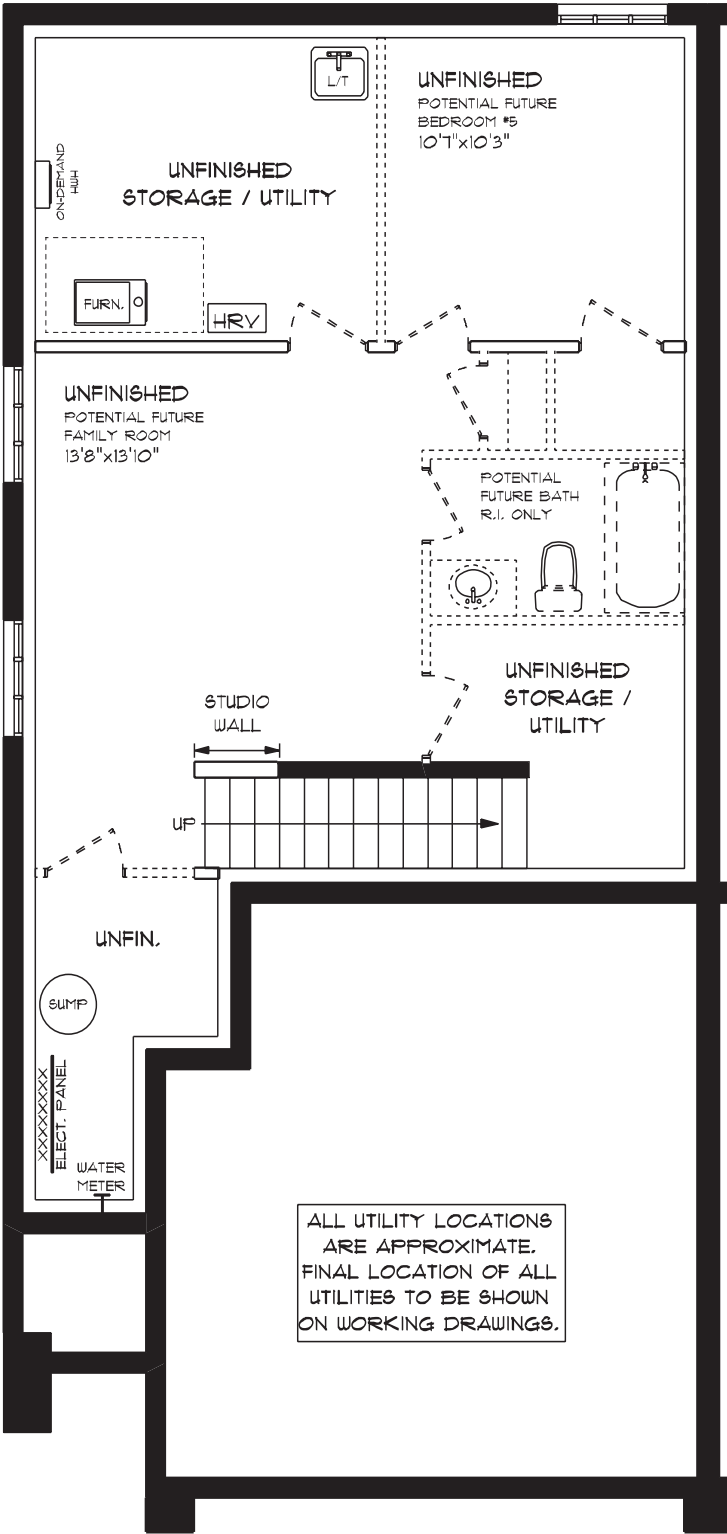 L/T
UNFINISHED
POTENTIAL FUTURE
BEDROOM #5
10'7"x10'3"
ON-DEMAND
HWH
UNFINISHED
STORAGE / UTILITY
FURN.
HRV
UNFINISHED
POTENTIAL FUTURE
FAMILY ROOM
13'8"x13'10"
POTENTIAL
FUTURE BATH
R.I. ONLY
UNFINISHED
STORAGE /
UTILITY
STUDIO
WALL
UP
UNFIN.
SUMP
XXXXXXXXX
ELECT. PANEL
WATER
METER
ALL UTILITY LOCATIONS
ARE APPROXIMATE.
FINAL LOCATION OF ALL
UTILITIES TO BE SHOWN
ON WORKING DRAWINGS.